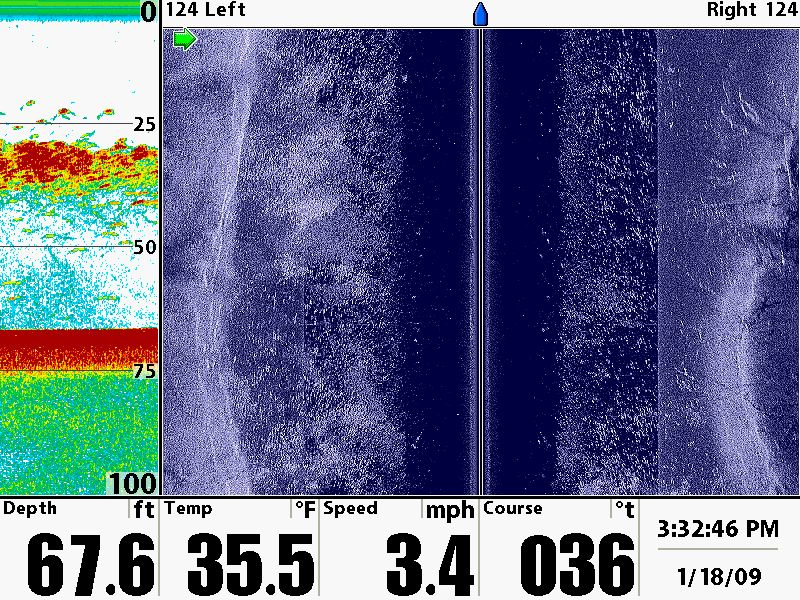 0
124 Left
Right 124
25
50
75
100
Depth ft
67.6
Temp °F
35.5
Speed mph
3.4
Course °t
036
3:32:46 PM
1/18/09